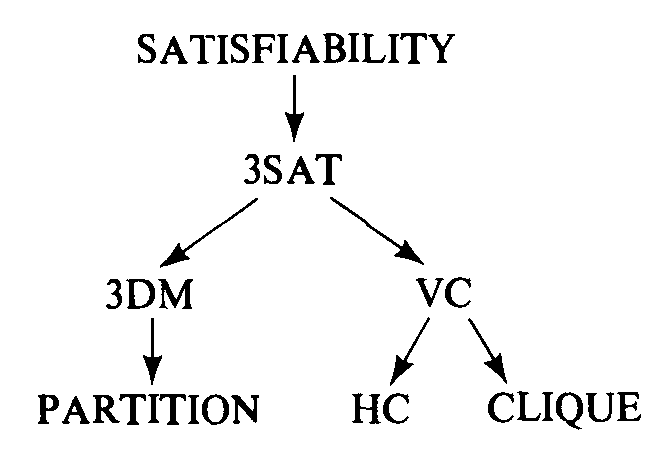 SATISFIABILITY
3SAT
3DM VC
PARTITION HC CLIQUE